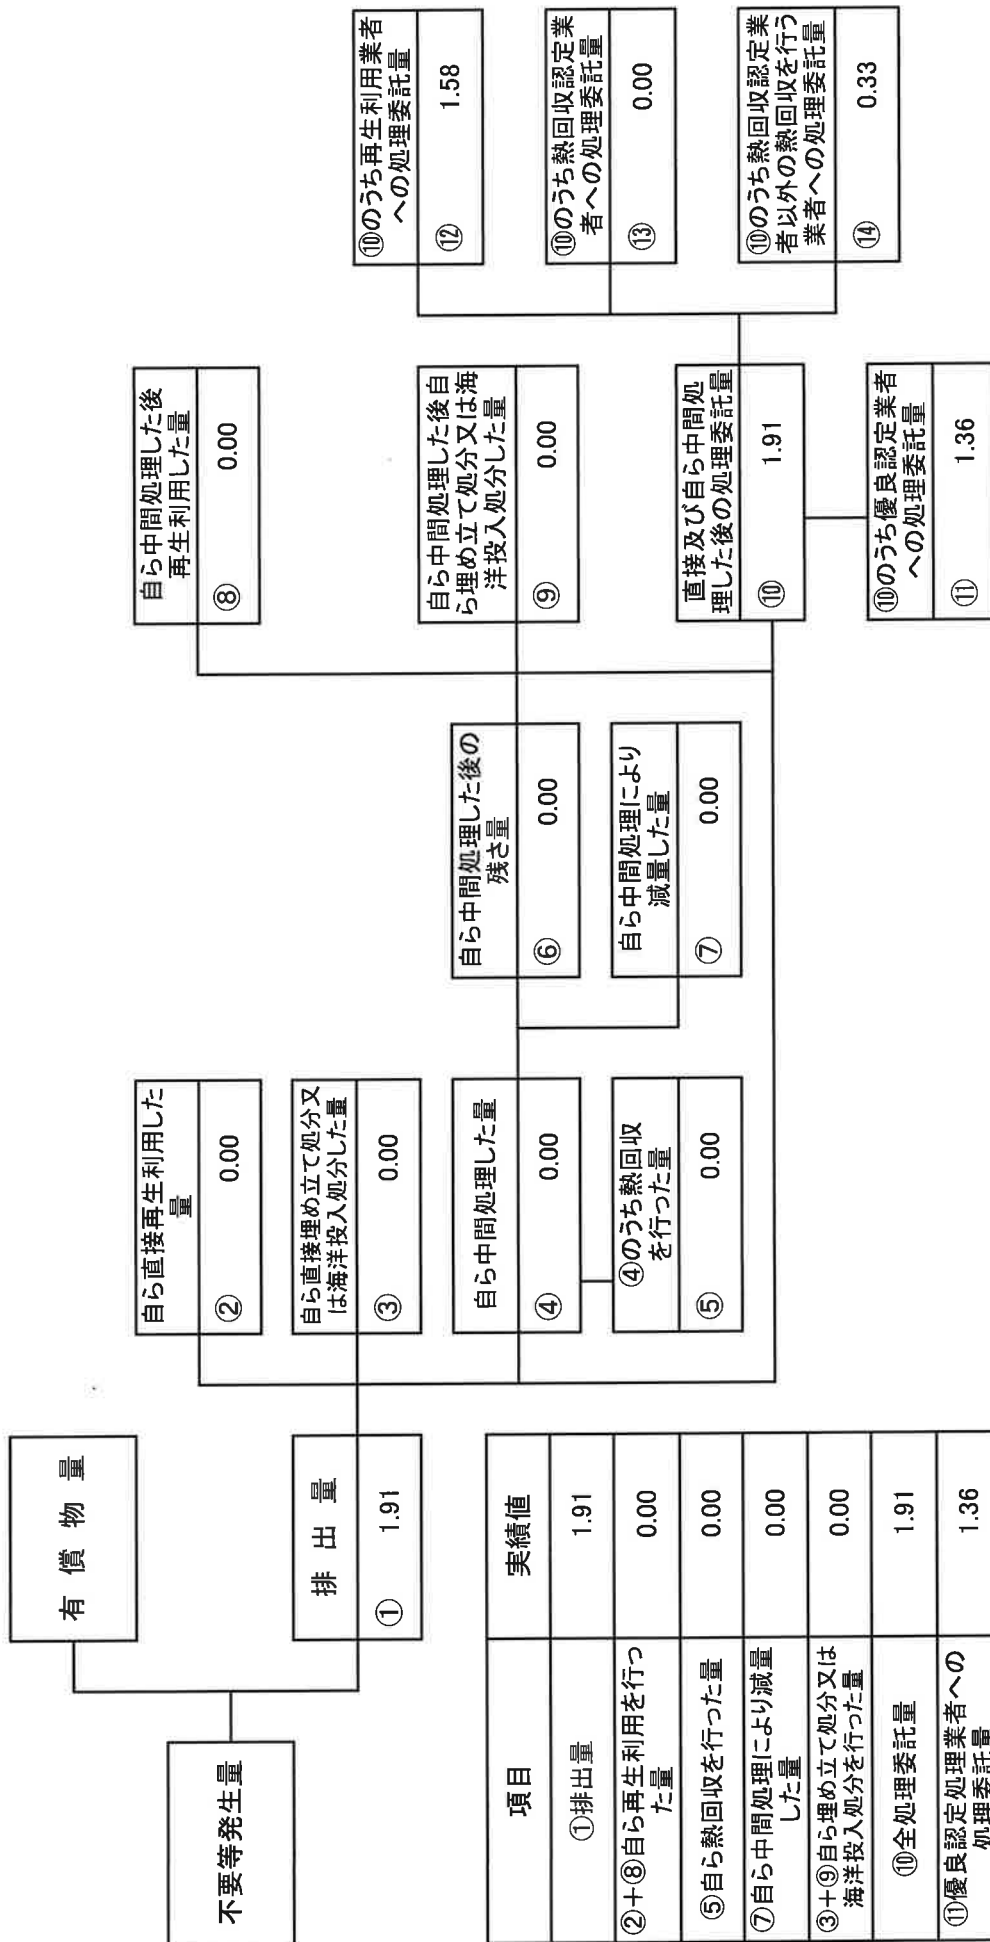 不要等発生量
有償物量
排出量
① 1.91
自ら直接再生利用した
量
② 0.00
自ら直接埋め立て処分又
は海洋投入処分した量
③ 0.00
自ら中間処理した量
④ 0.00
④のうち熱回収
を行った量
⑤ 0.00
自ら中間処理した後の
残さ量
⑥ 0.00
自ら中間処理により
減量した量
⑦ 0.00
自ら中間処理した後
再生利用した量
⑧ 0.00
自ら中間処理した後自
ら埋め立て処分又は海
洋投入処分した量
⑨ 0.00
直接及び自ら中間処
理した後の処理委託量
⑩ 1.91
⑩のうち優良認定業者
への処理委託量
⑪ 1.36
⑩のうち再生利用業者
への処理委託量
⑫ 1.58
⑩のうち熱回収認定業
者への処理委託量
⑬ 0.00
⑩のうち熱回収認定業
者以外の熱回収を行う
業者への処理委託量
⑭ 0.33
項目 実績値
①排出量 1.91
②+⑧自ら再生利用を行っ
た量 0.00
⑤自ら熱回収を行った量 0.00
⑦自ら中間処理により減量
した量 0.00
③+⑨自ら埋め立て処分又は
海洋投入処分を行った量 0.00
⑩全処理委託量 1.91
⑪優良認定処理業者への
処理委託量 1.36